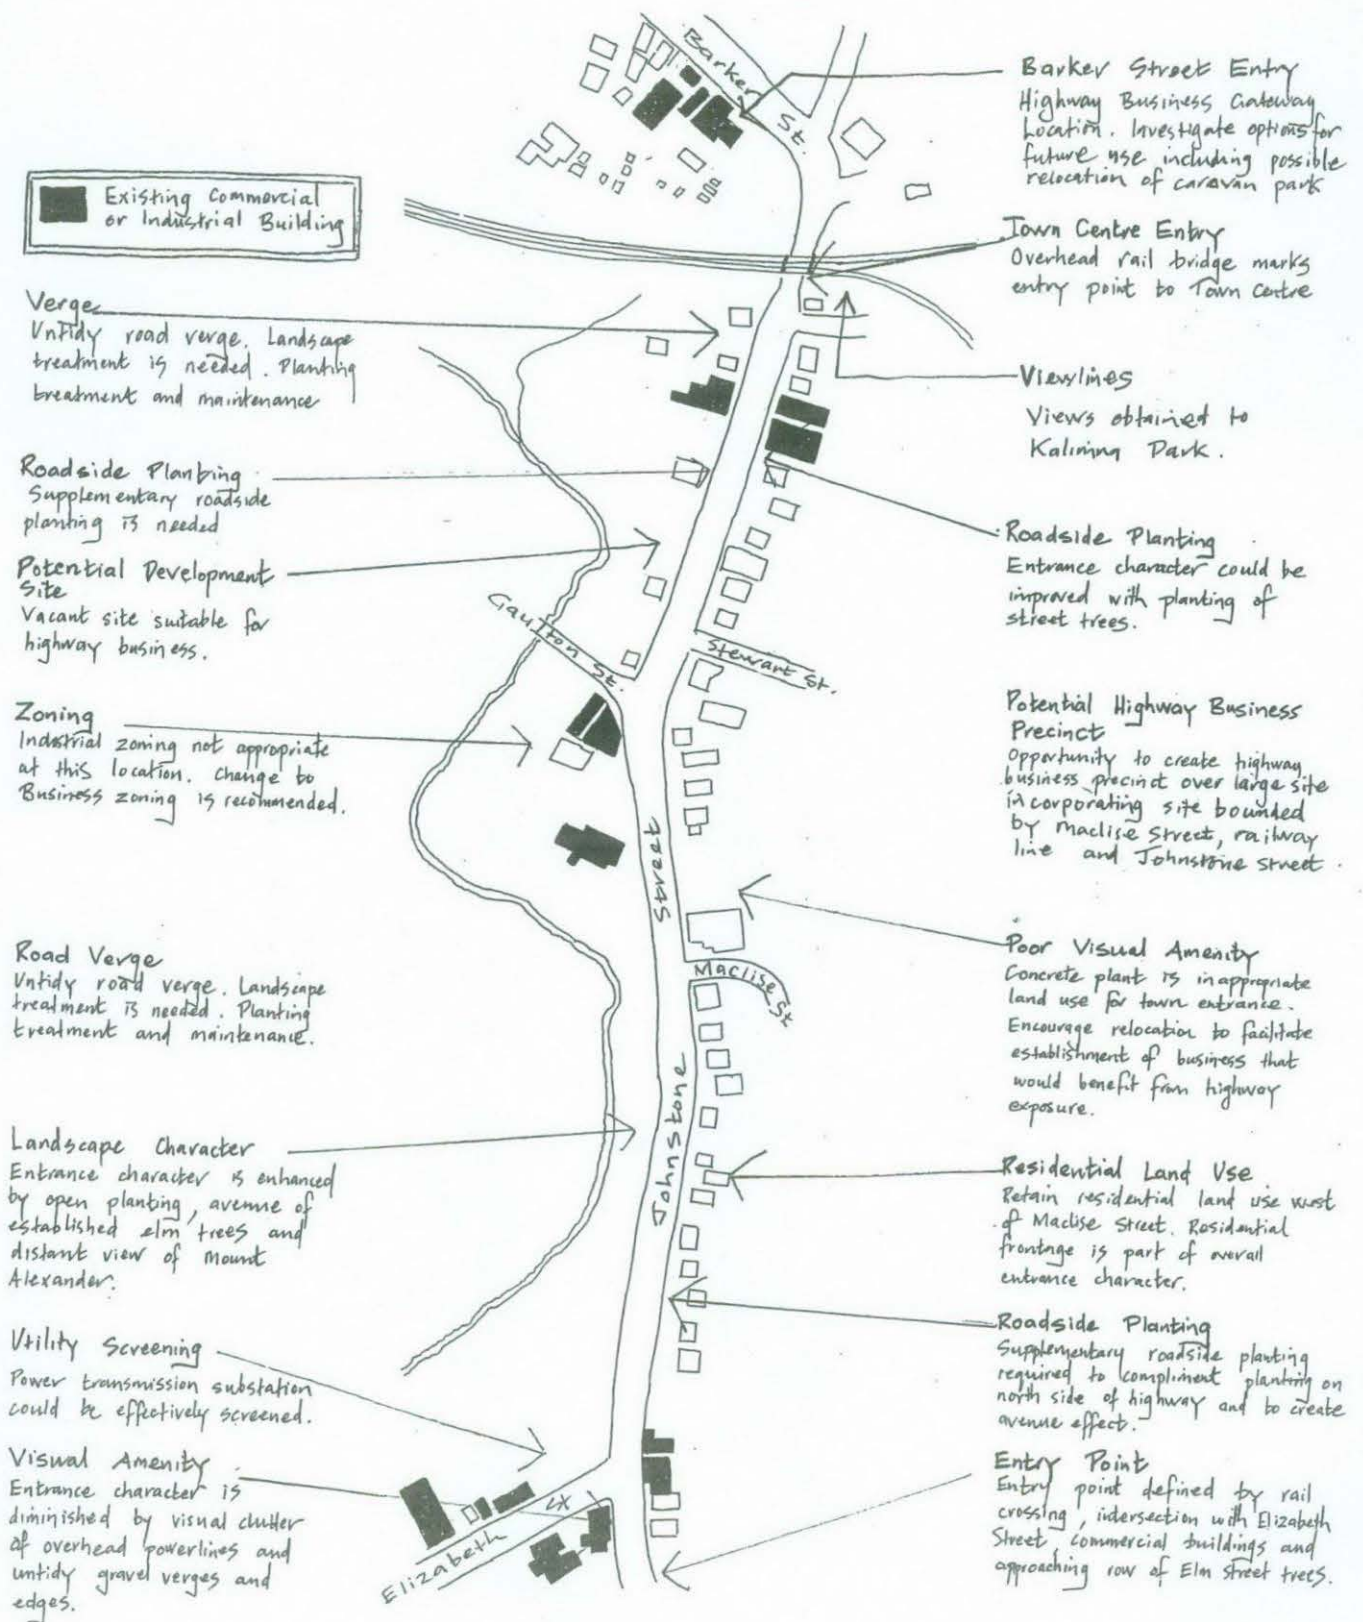 Barker
St.
Barker Street Entry
Highway Business Gateway
Location. Investigate options for
future use including possible
relocation of caravan park
Existing Commercial
or Industrial Building
Town Centre Entry
Overhead rail bridge marks
entry point to Town Centre
Verge
Untidy road verge. Landscape
treatment is needed. Planting
treatment and maintenance
Viewlines
Views obtained to
Kalimna Park.
Roadside Planting
Supplementary roadside
planting is needed
Roadside Planting
Entrance character could be
improved with planting of
street trees.
Potential Development
Site
Vacant site suitable for
highway business.
Gaulton St.
Stewart St.
Zoning
Industrial zoning not appropriate
at this location. Change to
Business zoning is recommended.
Potential Highway Business
Precinct
Opportunity to create highway
business precinct over large site
incorporating site bounded
by Maclise Street, railway
line and Johnstone Street.
Street
Road Verge
Untidy road verge. Landscape
treatment is needed. Planting
treatment and maintenance.
Maclise St
Poor Visual Amenity
Concrete plant is inappropriate
land use for town entrance.
Encourage relocation to facilitate
establishment of business that
would benefit from highway
exposure.
Johnstone
Landscape Character
Entrance character is enhanced
by open planting, avenue of
established elm trees and
distant view of Mount
Alexander.
Residential Land Use
Retain residential land use west
of Maclise Street. Residential
frontage is part of overall
entrance character.
Utility Screening
Power transmission substation
could be effectively screened.
Roadside Planting
Supplementary roadside planting
required to compliment planting on
north side of highway and to create
avenue effect.
Visual Amenity
Entrance character is
diminished by visual clutter
of overhead powerlines and
untidy gravel verges and
edges.
Elizabeth St
Entry Point
Entry point defined by rail
crossing, intersection with Elizabeth
Street, commercial buildings and
approaching row of Elm street trees.